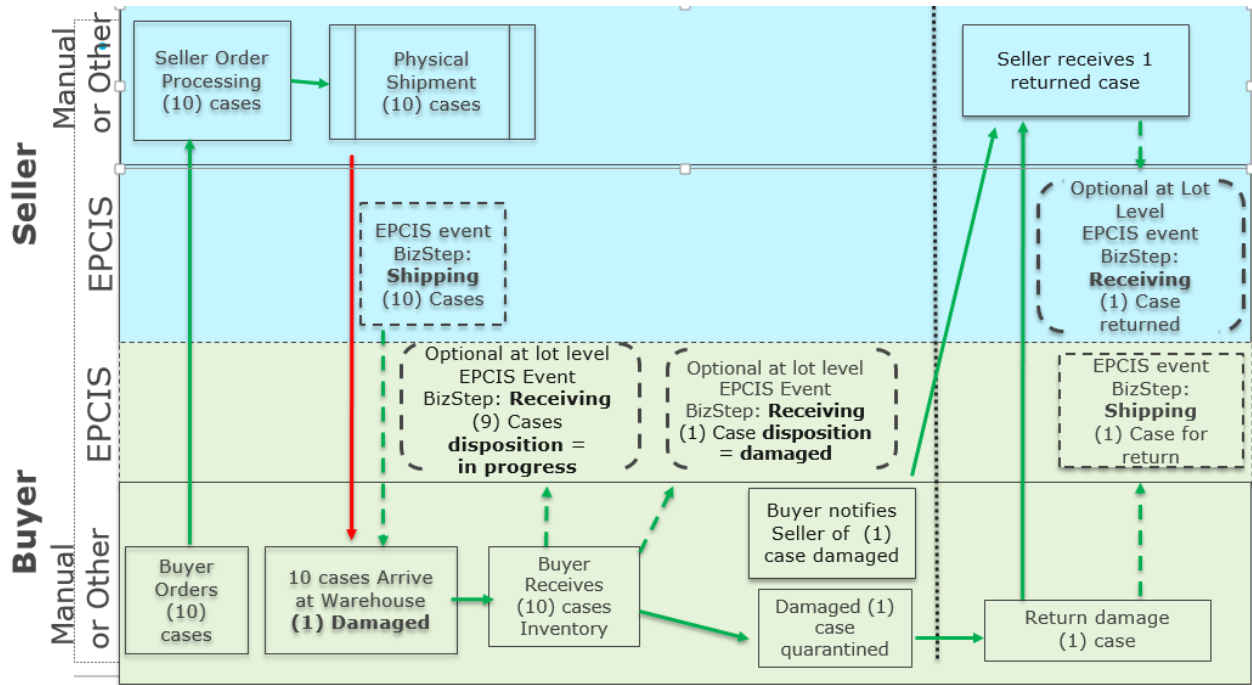 Seller
Manual
or Other
EPCIS
Buyer
EPCIS
Manual
or Other
Seller Order
Processing
(10) cases
Physical
Shipment
(10) cases
Seller receives 1
returned case
EPCIS event
BizStep:
Shipping
(10) Cases
Optional at Lot
Level
EPCIS event
BizStep:
Receiving
(1) Case
returned
Optional at lot level
EPCIS Event
BizStep: Receiving
(9) Cases
disposition =
in progress
Optional at lot level
EPCIS Event
BizStep: Receiving
(1) Case disposition
= damaged
EPCIS event
BizStep:
Shipping
(1) Case for
return
Buyer
Orders
(10)
cases
10 cases Arrive
at Warehouse
(1) Damaged
Buyer
Receives
(10) cases
Inventory
Buyer notifies
Seller of (1)
case damaged
Damaged (1)
case
quarantined
Return damage
(1) case